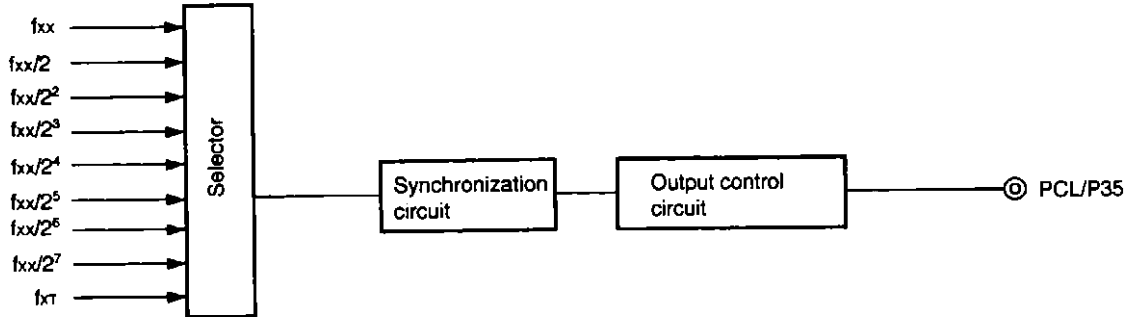 fxx
fxx/2
fxx/2²
fxx/2³
fxx/2⁴
fxx/2⁵
fxx/2⁶
fxx/2⁷
fxт
Selector
Synchronization
circuit
Output control
circuit
PCL/P35